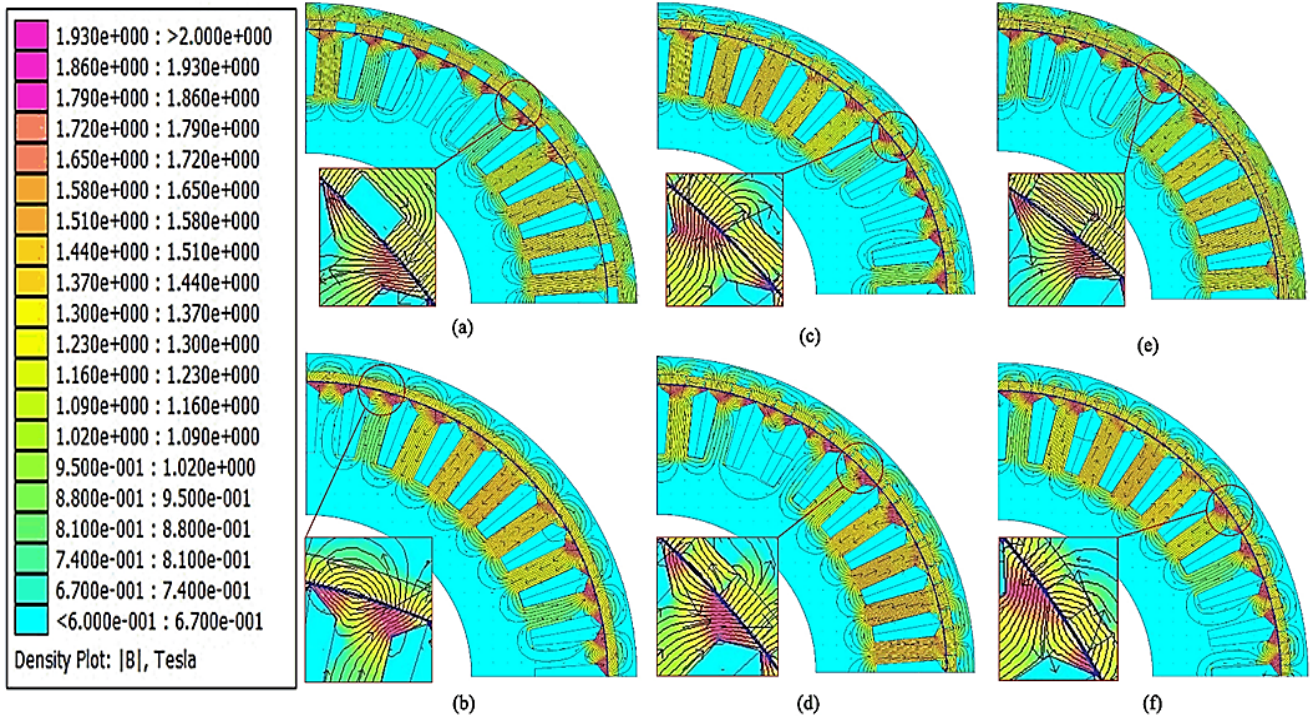 1.930e+000 : >2.000e+000
1.860e+000 : 1.930e+000
1.790e+000 : 1.860e+000
1.720e+000 : 1.790e+000
1.650e+000 : 1.720e+000
1.580e+000 : 1.650e+000
1.510e+000 : 1.580e+000
1.440e+000 : 1.510e+000
1.370e+000 : 1.440e+000
1.300e+000 : 1.370e+000
1.230e+000 : 1.300e+000
1.160e+000 : 1.230e+000
1.090e+000 : 1.160e+000
1.020e+000 : 1.090e+000
9.500e-001 : 1.020e+000
8.800e-001 : 9.500e-001
8.100e-001 : 8.800e-001
7.400e-001 : 8.100e-001
6.700e-001 : 7.400e-001
<6.000e-001 : 6.700e-001
Density Plot: |B|, Tesla
(a)
(c)
(e)
(b)
(d)
(f)